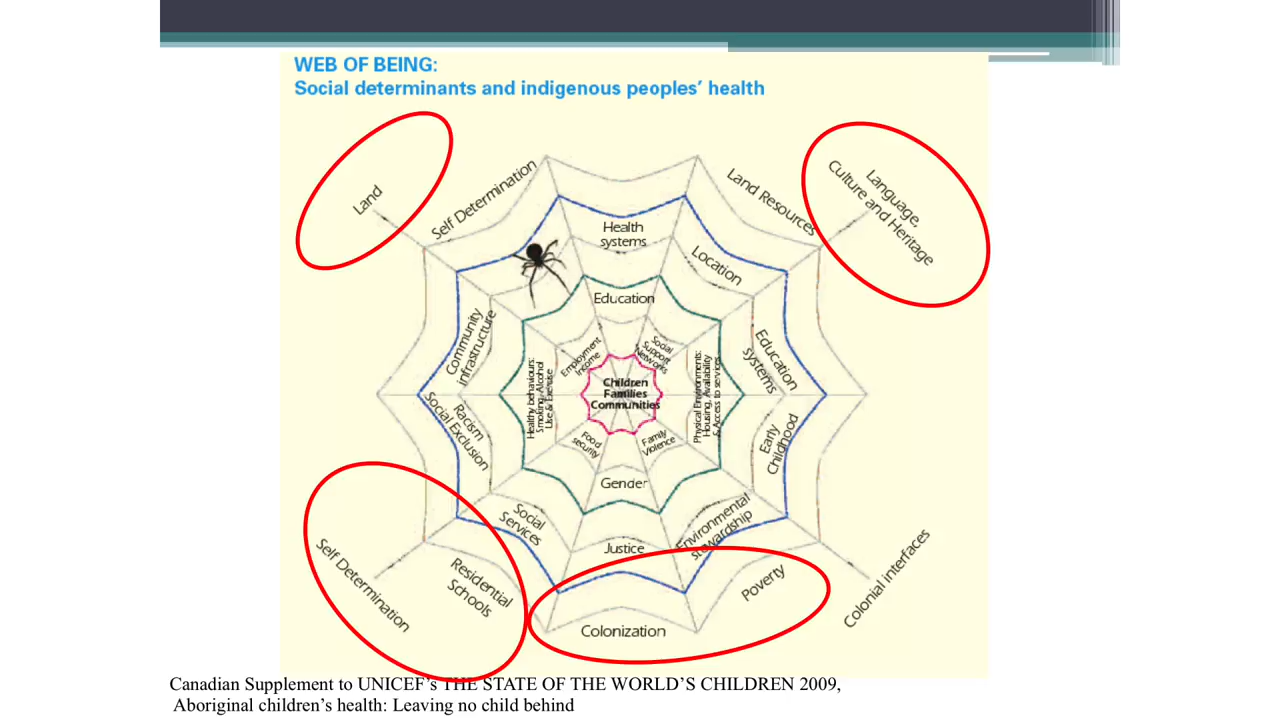 WEB OF BEING:
Social determinants and indigenous peoples' health
Land
Self Determination
Land Resources
Language,
Culture and Heritage
Health
systems
Location
Education
Community
infrastructure
Employment
Income
Social
Support
Networks
Education
systems
Healthy behaviours:
Smoking, Alcohol
Use & Exercise
Children
Families
Communities
Physical Environments:
Housing, Availability
& Access to services
Racism
Social Exclusion
Food
security
Family
Violence
Early
Childhood
Gender
Social
Services
Justice
Environmental
stewardship
Self Determination
Residential
Schools
Colonization
Poverty
Colonial interfaces
Canadian Supplement to UNICEF's THE STATE OF THE WORLD'S CHILDREN 2009,
Aboriginal children's health: Leaving no child behind